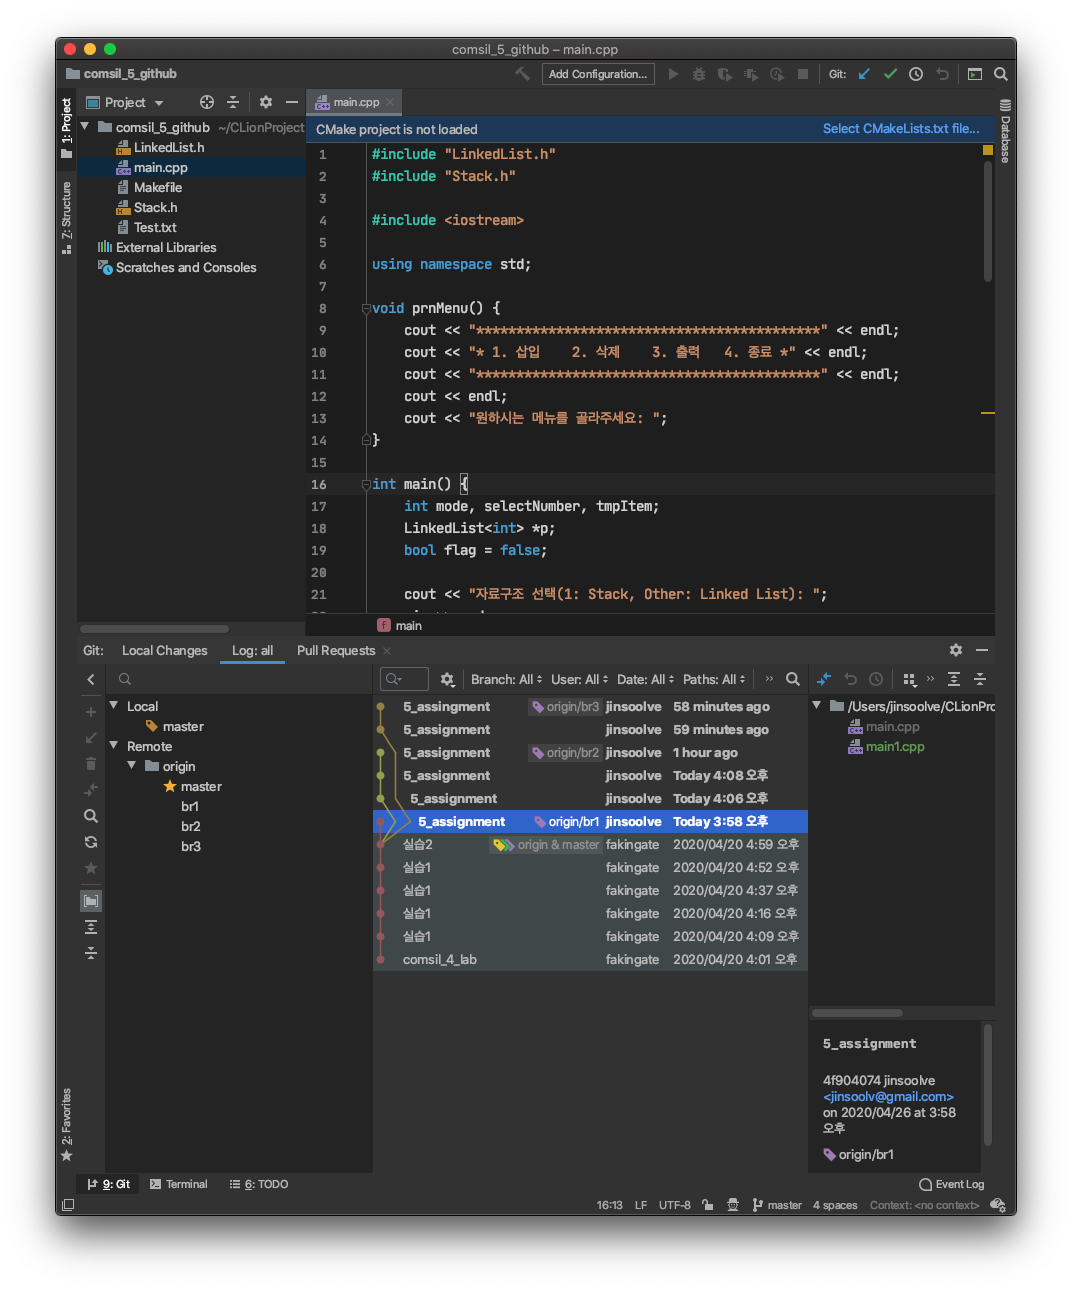 comsil_5_github – main.cpp
comsil_5_github
Add Configuration...
Git:
1: Project
Z: Structure
2: Favorites
Database
Project
comsil_5_github ~/CLionProject
LinkedList.h
main.cpp
Makefile
Stack.h
Test.txt
External Libraries
Scratches and Consoles
main.cpp
CMake project is not loaded Select CMakeLists.txt file...
1 #include "LinkedList.h"
2 #include "Stack.h"
3
4 #include <iostream>
5
6 using namespace std;
7
8 void prnMenu() {
9 cout << "*******************************************" << endl;
10 cout << "* 1. 삽입    2. 삭제    3. 출력   4. 종료 *" << endl;
11 cout << "*******************************************" << endl;
12 cout << endl;
13 cout << "원하시는 메뉴를 골라주세요: ";
14 }
15
16 int main() {
17 int mode, selectNumber, tmpItem;
18 LinkedList<int> *p;
19 bool flag = false;
20
21 cout << "자료구조 선택(1: Stack, Other: Linked List): ";
f main
Git: Local Changes Log: all Pull Requests
Local
master
Remote
origin
master
br1
br2
br3
Branch: All User: All Date: All Paths: All
5_assingment origin/br3 jinsoolve 58 minutes ago
5_assignment jinsoolve 59 minutes ago
5_assignment origin/br2 jinsoolve 1 hour ago
5_assignment jinsoolve Today 4:08 오후
5_assignment jinsoolve Today 4:06 오후
5_assignment origin/br1 jinsoolve Today 3:58 오후
실습2 origin & master fakingate 2020/04/20 4:59 오후
실습1 fakingate 2020/04/20 4:52 오후
실습1 fakingate 2020/04/20 4:37 오후
실습1 fakingate 2020/04/20 4:16 오후
실습1 fakingate 2020/04/20 4:09 오후
comsil_4_lab fakingate 2020/04/20 4:01 오후
/Users/jinsoolve/CLionPro
main.cpp
main1.cpp
5_assignment
4f904074 jinsoolve
<jinsoolv@gmail.com>
on 2020/04/26 at 3:58
오후
origin/br1
9: Git Terminal 6: TODO Event Log
16:13 LF UTF-8 master 4 spaces Context: <no context>